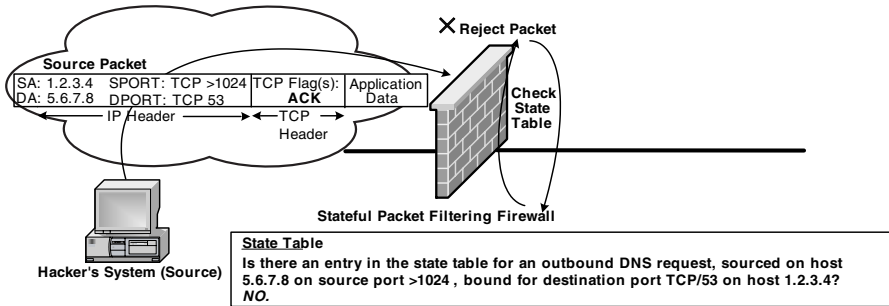 Reject Packet
Source Packet
SA: 1.2.3.4 SPORT: TCP >1024 TCP Flag(s): Application
DA: 5.6.7.8 DPORT: TCP 53 ACK Data
IP Header TCP
Header
Check
State
Table
Stateful Packet Filtering Firewall
Hacker's System (Source)
State Table
Is there an entry in the state table for an outbound DNS request, sourced on host
5.6.7.8 on source port >1024 , bound for destination port TCP/53 on host 1.2.3.4?
NO.